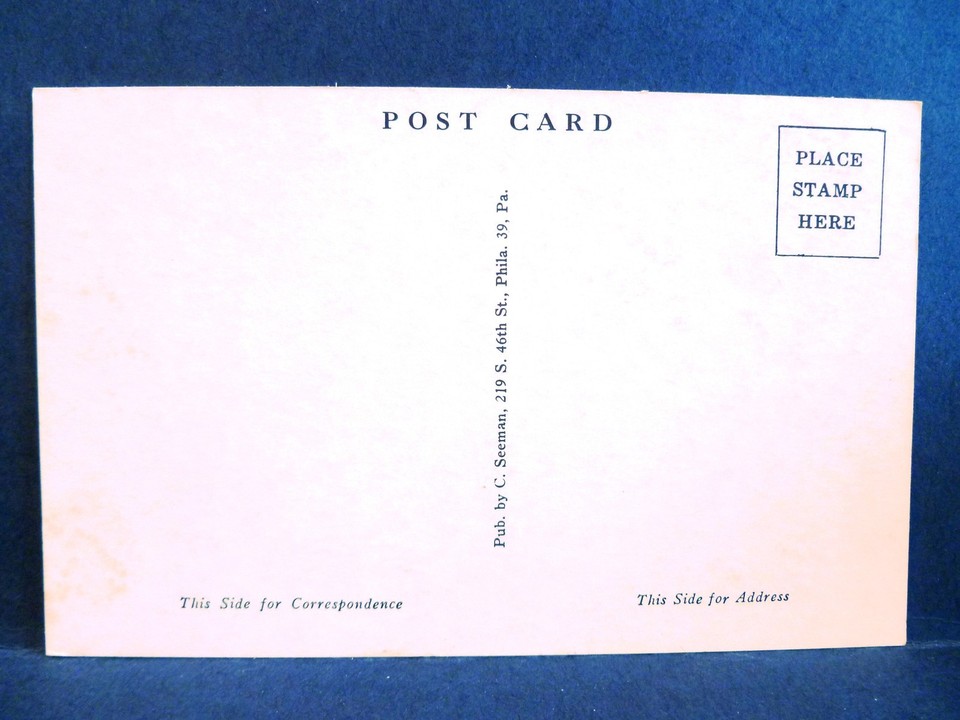 POST CARD
PLACE
STAMP
HERE
Pub. by C. Seeman, 219 S. 46th St., Phila. 39, Pa.
This Side for Correspondence
This Side for Address